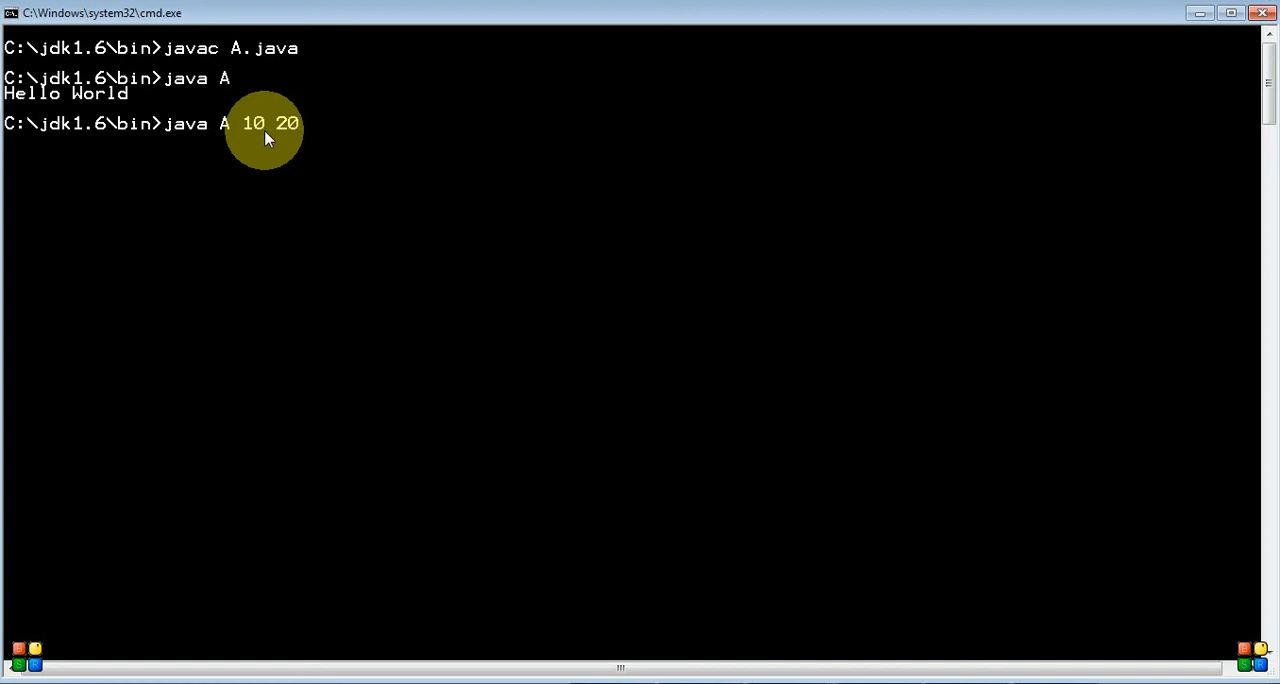 C:\Windows\system32\cmd.exe
C:\jdk1.6\bin>javac A.java
C:\jdk1.6\bin>java A
Hello World
C:\jdk1.6\bin>java A 10 20